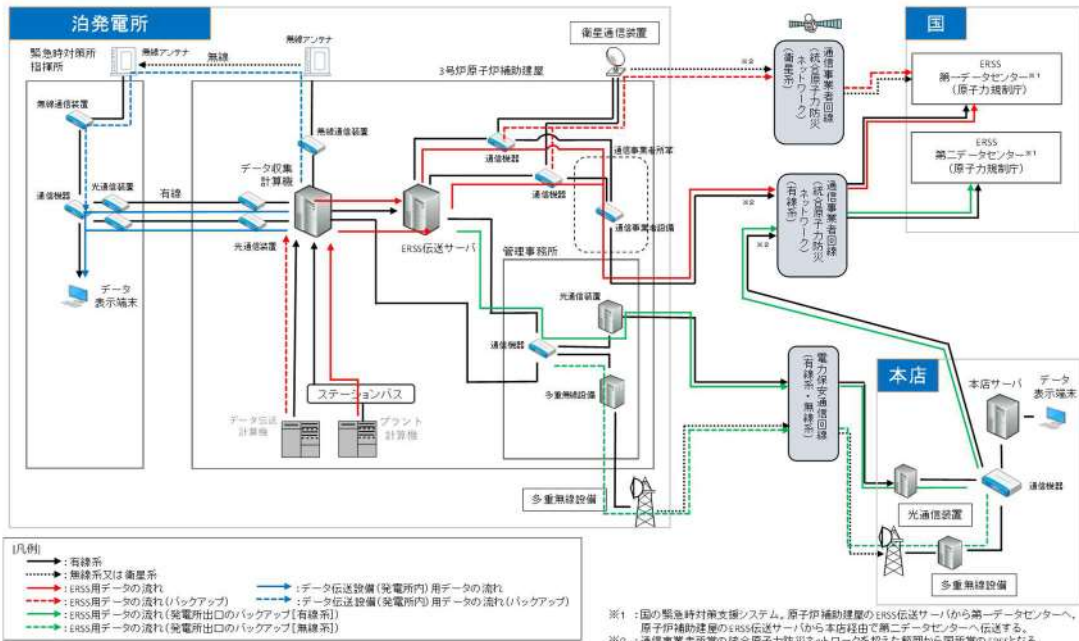 泊発電所
緊急時対策所
指揮所
無線アンテナ
無線
無線アンテナ
3号炉原子炉補助建屋
衛星通信装置
無線通信装置
無線通信装置
データ収集
計算機
通信機器
光通信装置
有線
光通信装置
データ
表示端末
ERSS伝送サーバ
通信機器
通信機器
通信事業者所掌
通信事業者設備
管理事務所
光通信装置
通信機器
多重無線設備
ステーションバス
データ伝送
計算機
プラント
計算機
多重無線設備
※2
通信事業者回線
(統合原子力防災
ネットワーク)
(衛星系)
※2
※2
通信事業者回線
(統合原子力防災
ネットワーク)
(有線系)
電力保安通信回線
(有線系・無線系)
国
ERSS
第一データセンター※1
(原子力規制庁)
ERSS
第二データセンター※1
(原子力規制庁)
本店
本店サーバ
データ
表示端末
通信機器
光通信装置
多重無線設備
[凡例]
:有線系
:無線系又は衛星系
:ERSS用データの流れ
:ERSS用データの流れ(バックアップ)
:ERSS用データの流れ(発電所出口のバックアップ[有線系])
:ERSS用データの流れ(発電所出口のバックアップ[無線系])
:データ伝送設備(発電所内)用データの流れ
:データ伝送設備(発電所内)用データの流れ(バックアップ)
※1 :国の緊急時対策支援システム。原子炉補助建屋のERSS伝送サーバから第一データセンターへ、
原子炉補助建屋のERSS伝送サーバから本店経由で第二データセンターへ伝送する。